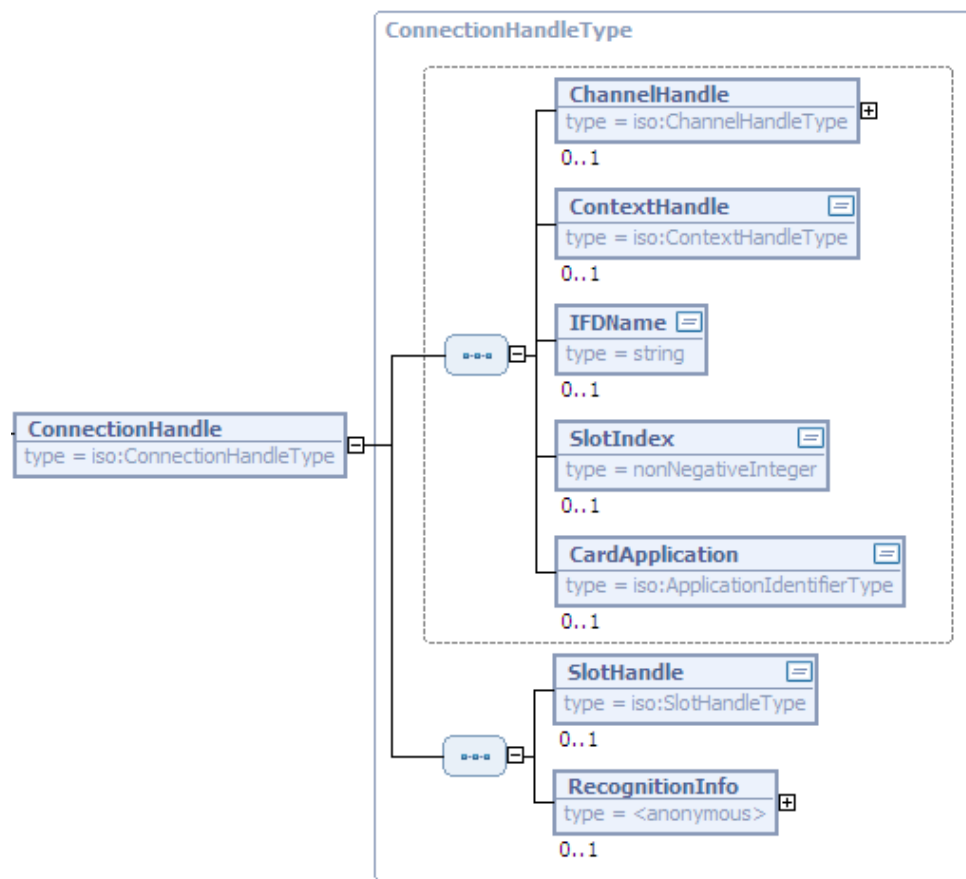 ConnectionHandleType
ChannelHandle
type = iso:ChannelHandleType
0..1
ContextHandle
type = iso:ContextHandleType
0..1
IFDName
type = string
0..1
ConnectionHandle
type = iso:ConnectionHandleType
SlotIndex
type = nonNegativeInteger
0..1
CardApplication
type = iso:ApplicationIdentifierType
0..1
SlotHandle
type = iso:SlotHandleType
0..1
RecognitionInfo
type = <anonymous>
0..1